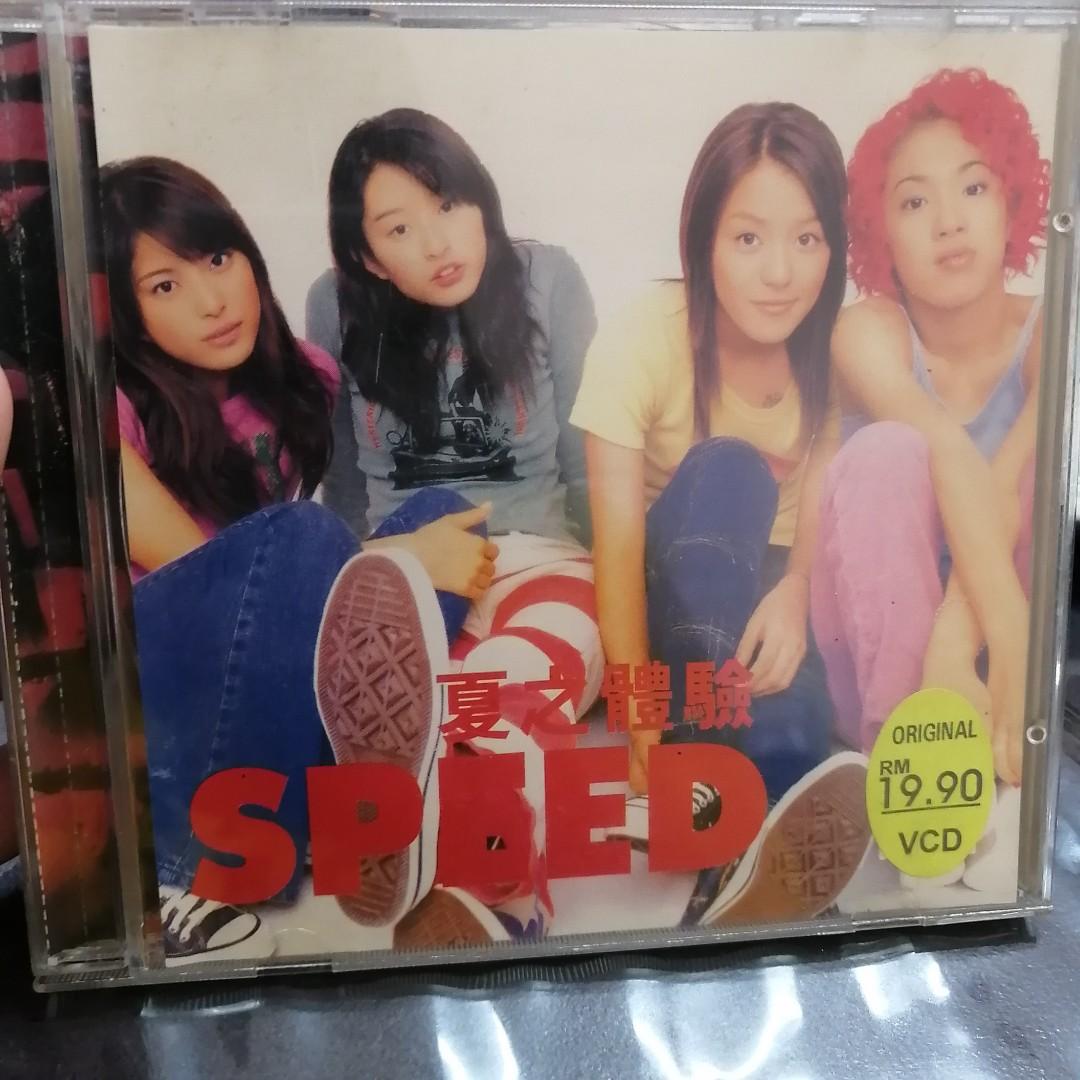 夏之體驗
SPEED
ORIGINAL
RM
19.90
VCD